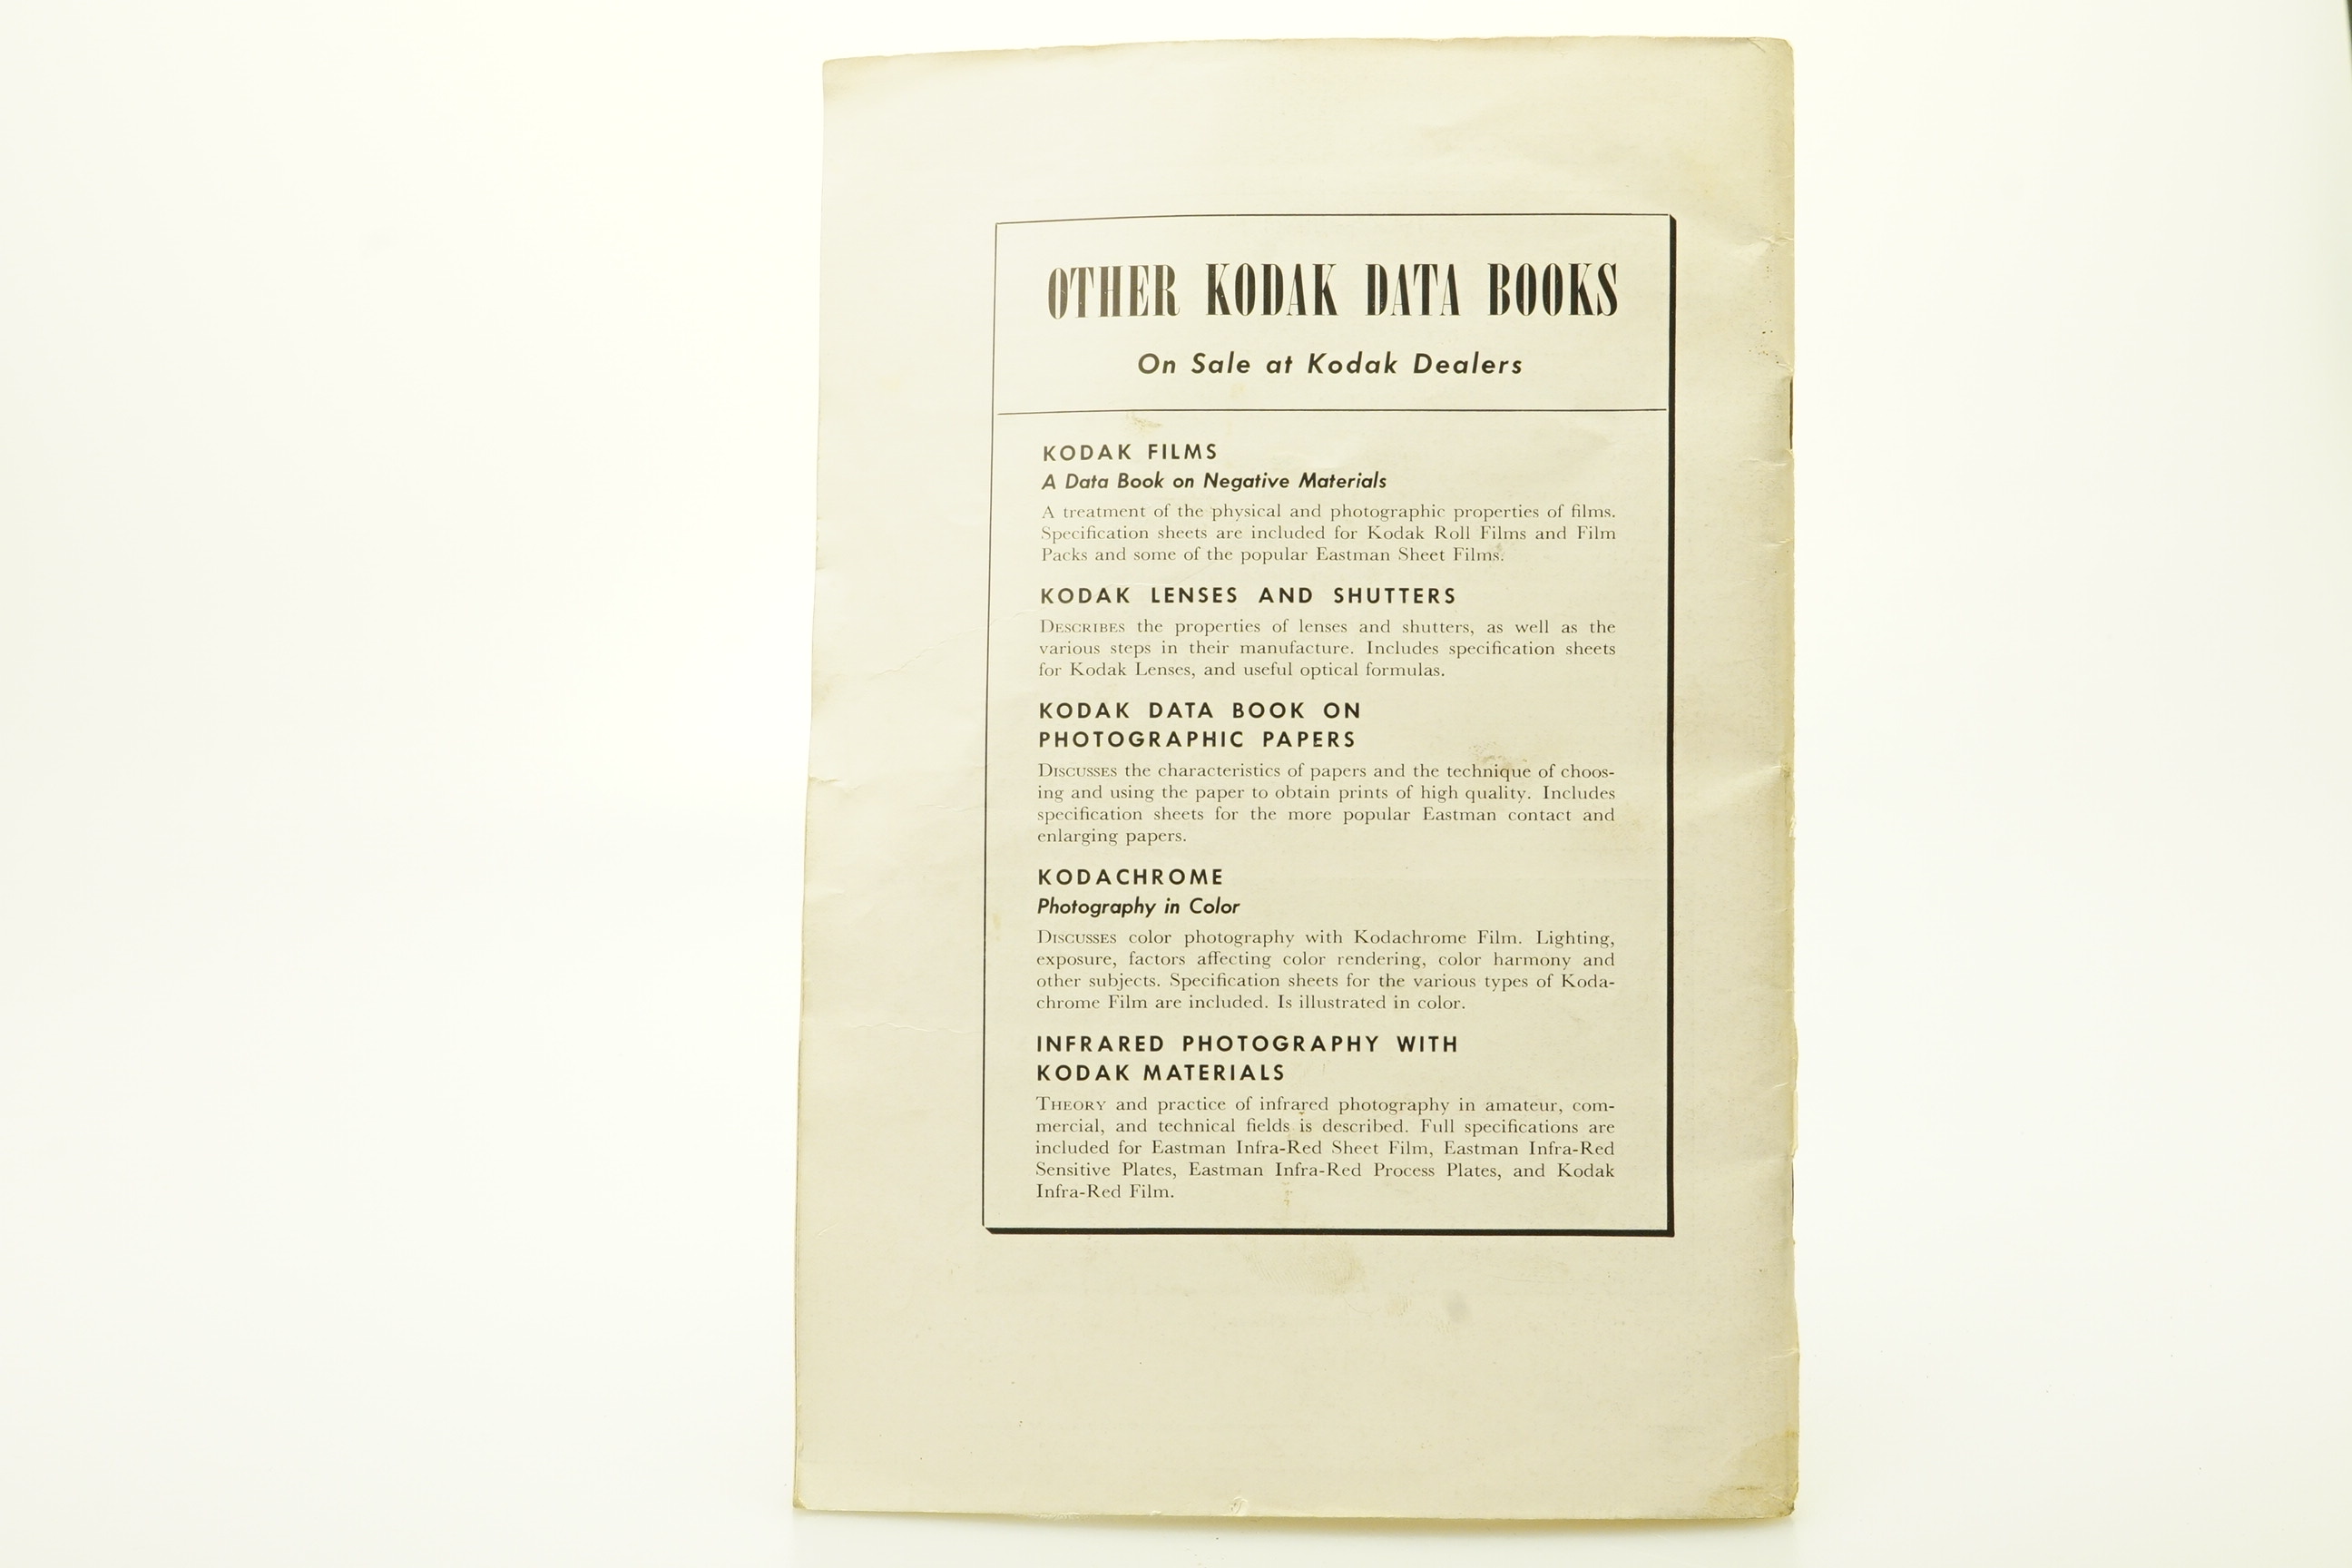 OTHER KODAK DATA BOOKS
On Sale at Kodak Dealers
KODAK FILMS
A Data Book on Negative Materials
A treatment of the physical and photographic properties of films.
Specification sheets are included for Kodak Roll Films and Film
Packs and some of the popular Eastman Sheet Films.
KODAK LENSES AND SHUTTERS
DESCRIBES the properties of lenses and shutters, as well as the
various steps in their manufacture. Includes specification sheets
for Kodak Lenses, and useful optical formulas.
KODAK DATA BOOK ON
PHOTOGRAPHIC PAPERS
DISCUSSES the characteristics of papers and the technique of choos-
ing and using the paper to obtain prints of high quality. Includes
specification sheets for the more popular Eastman contact and
enlarging papers.
KODACHROME
Photography in Color
DISCUSSES color photography with Kodachrome Film. Lighting,
exposure, factors affecting color rendering, color harmony and
other subjects. Specification sheets for the various types of Koda-
chrome Film are included. Is illustrated in color.
INFRARED PHOTOGRAPHY WITH
KODAK MATERIALS
THEORY and practice of infrared photography in amateur, com-
mercial, and technical fields is described. Full specifications are
included for Eastman Infra-Red Sheet Film, Eastman Infra-Red
Sensitive Plates, Eastman Infra-Red Process Plates, and Kodak
Infra-Red Film.